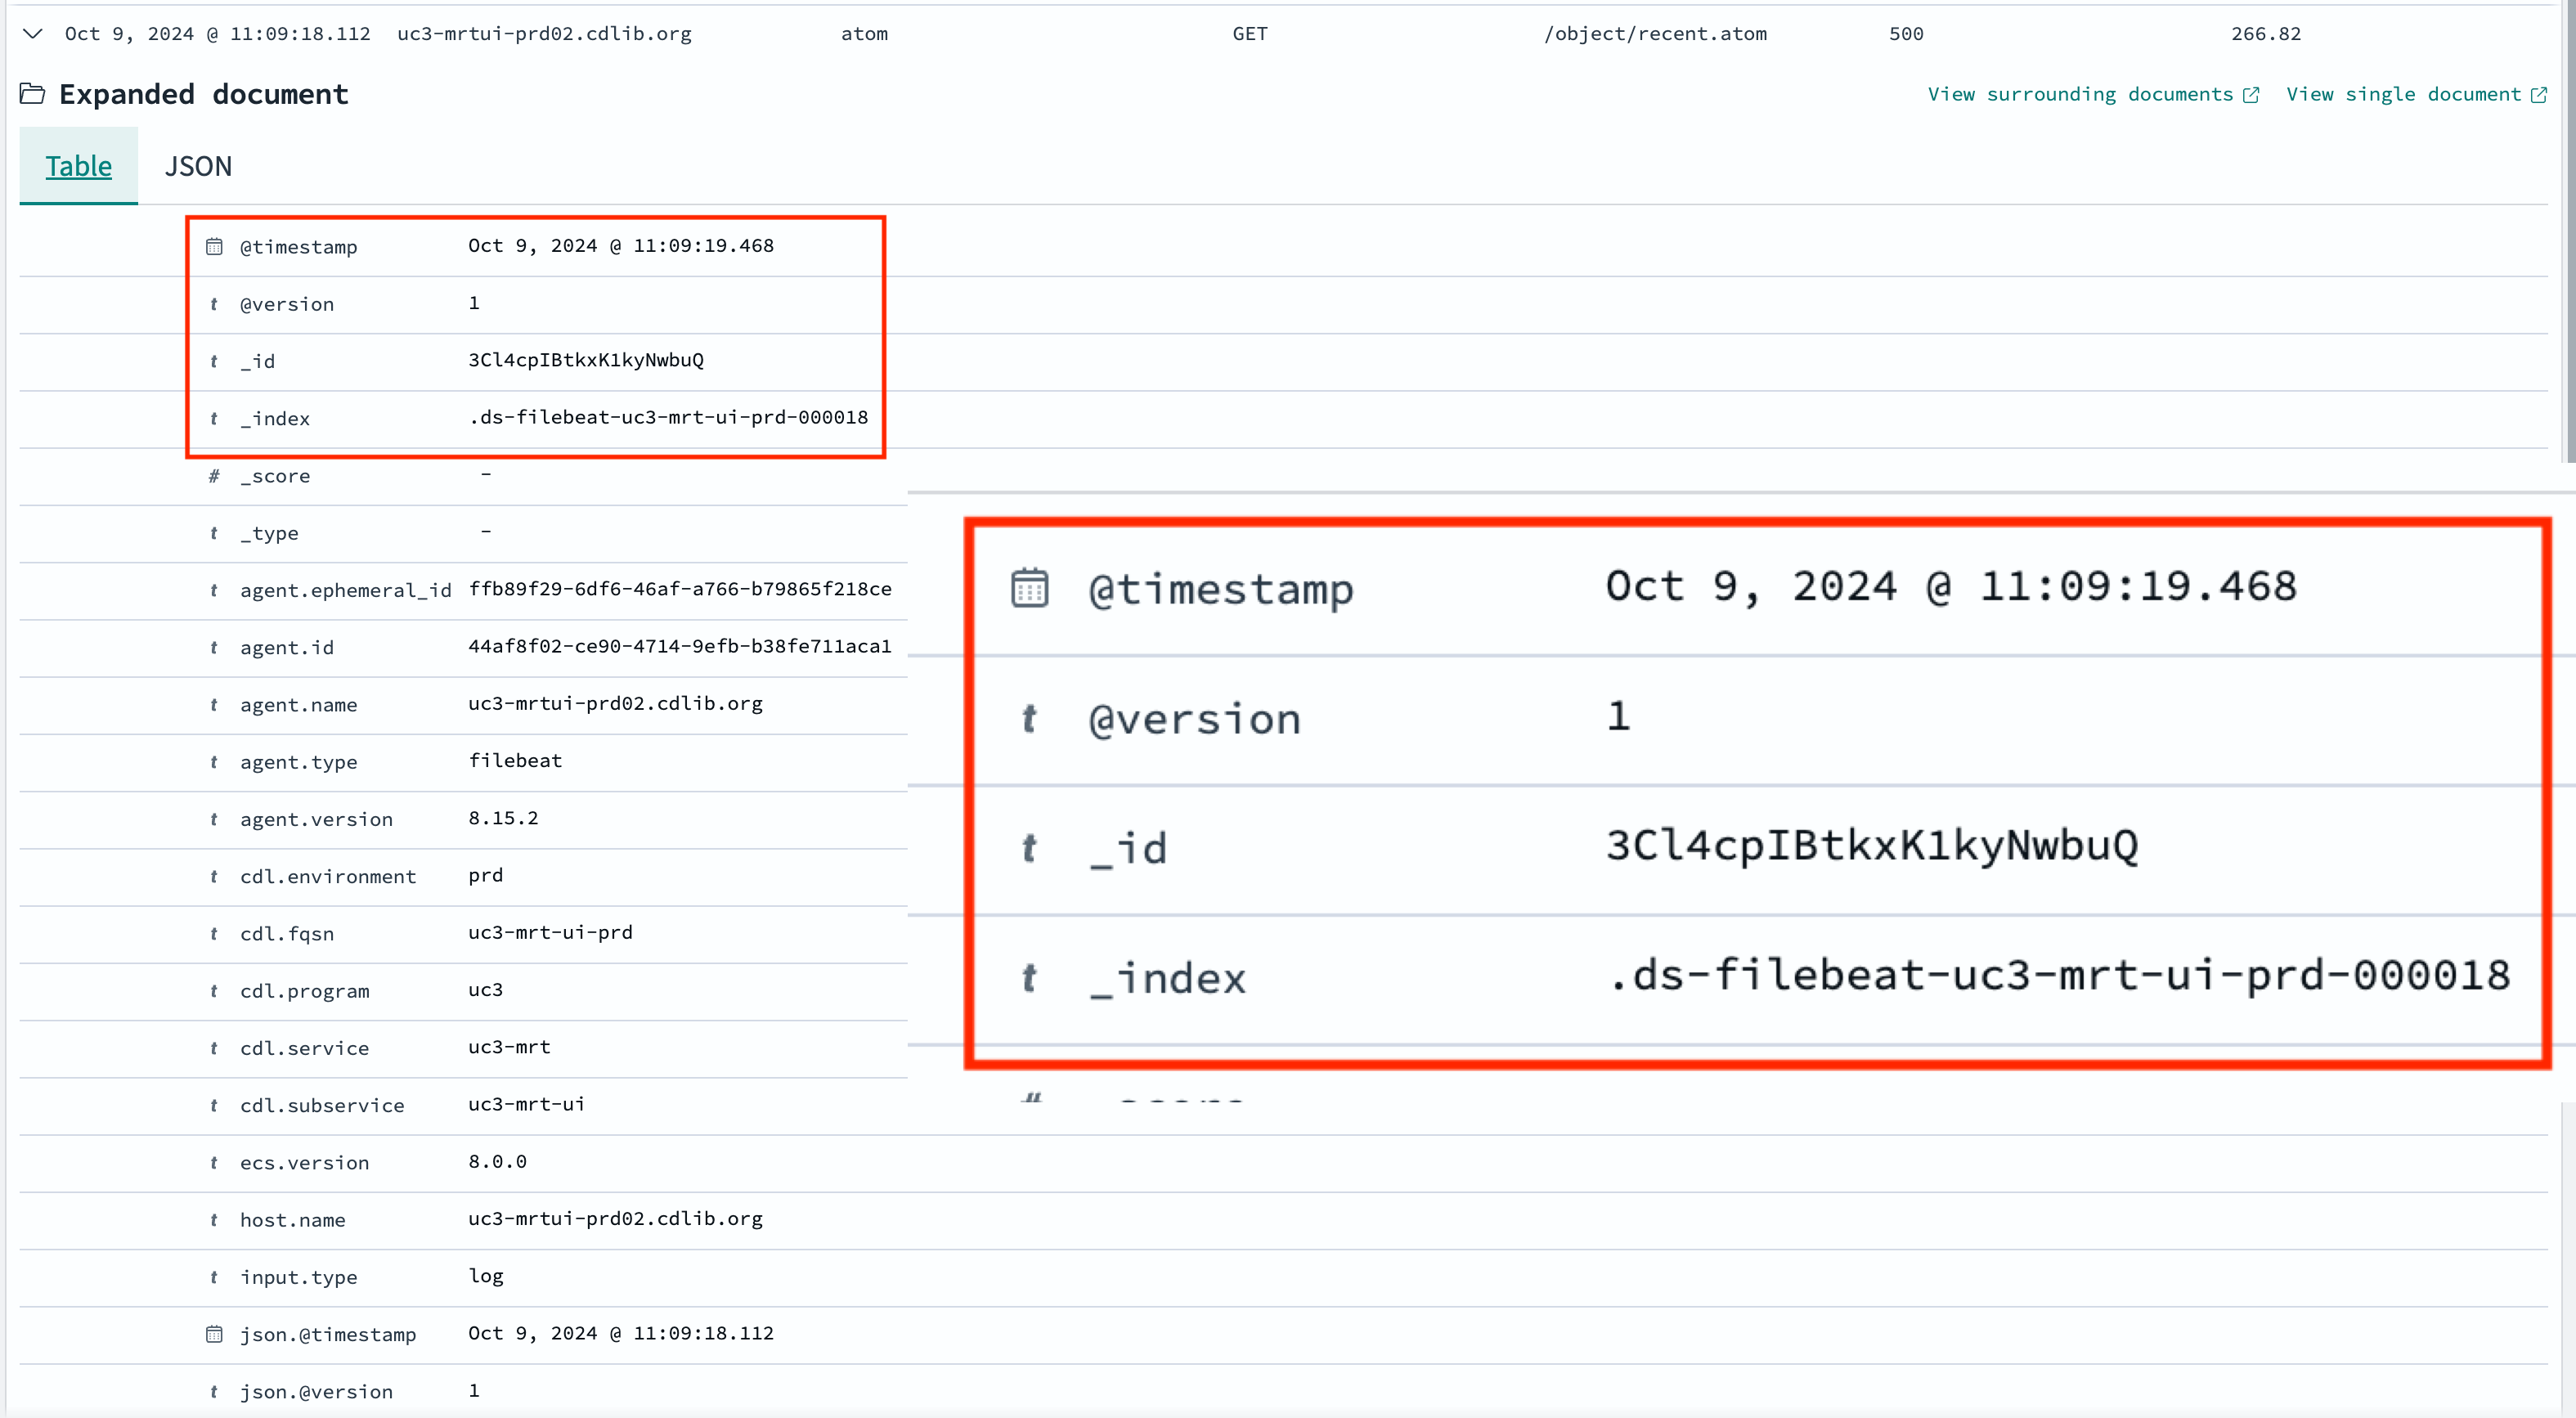 Oct 9, 2024 @ 11:09:18.112 uc3-mrtui-prd02.cdlib.org atom GET /object/recent.atom 500 266.82
Expanded document View surrounding documents View single document
Table JSON
@timestamp Oct 9, 2024 @ 11:09:19.468
t @version 1
t _id 3Cl4cpIBtkxK1kyNwbuQ
t _index .ds-filebeat-uc3-mrt-ui-prd-000018
# _score -
t _type -
t agent.ephemeral_id ffb89f29-6df6-46af-a766-b79865f218ce
t agent.id 44af8f02-ce90-4714-9efb-b38fe711aca1
t agent.name uc3-mrtui-prd02.cdlib.org
t agent.type filebeat
t agent.version 8.15.2
t cdl.environment prd
t cdl.fqsn uc3-mrt-ui-prd
t cdl.program uc3
t cdl.service uc3-mrt
t cdl.subservice uc3-mrt-ui
t ecs.version 8.0.0
t host.name uc3-mrtui-prd02.cdlib.org
t input.type log
json.@timestamp Oct 9, 2024 @ 11:09:18.112
t json.@version 1
@timestamp Oct 9, 2024 @ 11:09:19.468
t @version 1
t _id 3Cl4cpIBtkxK1kyNwbuQ
t _index .ds-filebeat-uc3-mrt-ui-prd-000018